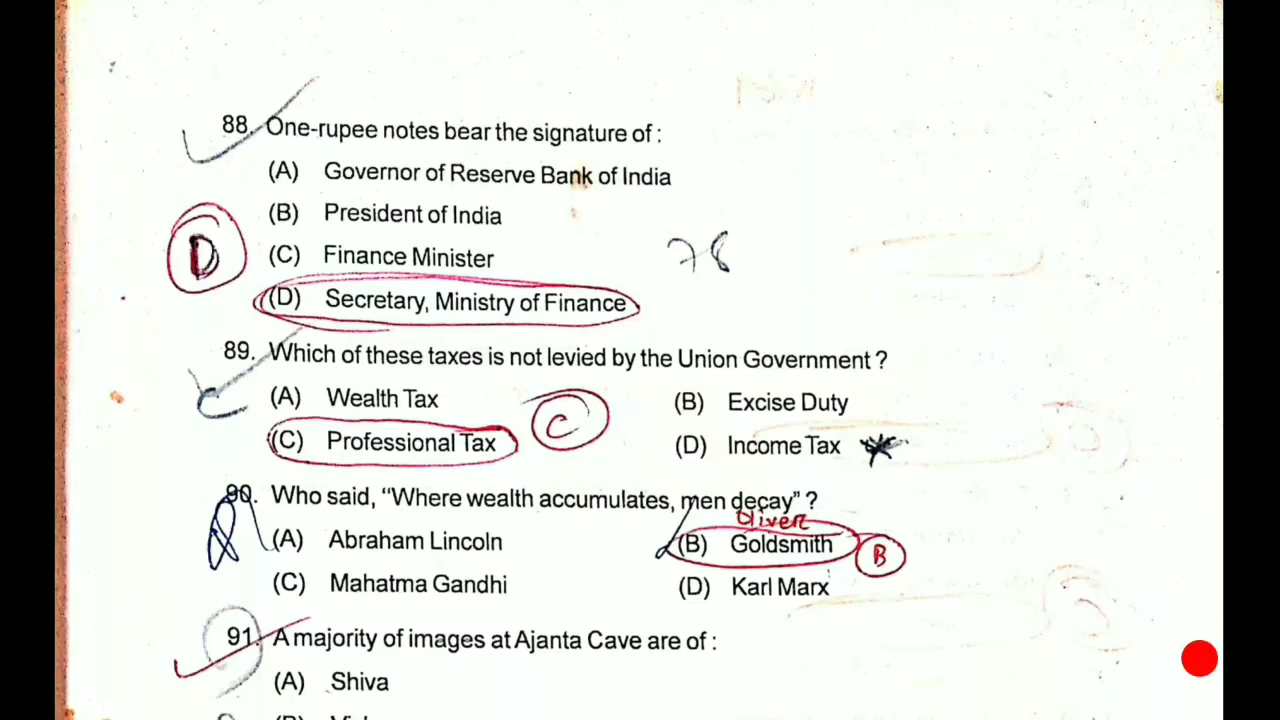 88. One-rupee notes bear the signature of :
(A) Governor of Reserve Bank of India
(B) President of India
D (C) Finance Minister 78
(D) Secretary, Ministry of Finance
89. Which of these taxes is not levied by the Union Government ?
(A) Wealth Tax (B) Excise Duty
C
(C) Professional Tax (D) Income Tax
90. Who said, “Where wealth accumulates, men decay” ?
Oliver
(A) Abraham Lincoln (B) Goldsmith B
(C) Mahatma Gandhi (D) Karl Marx
91. A majority of images at Ajanta Cave are of :
(A) Shiva